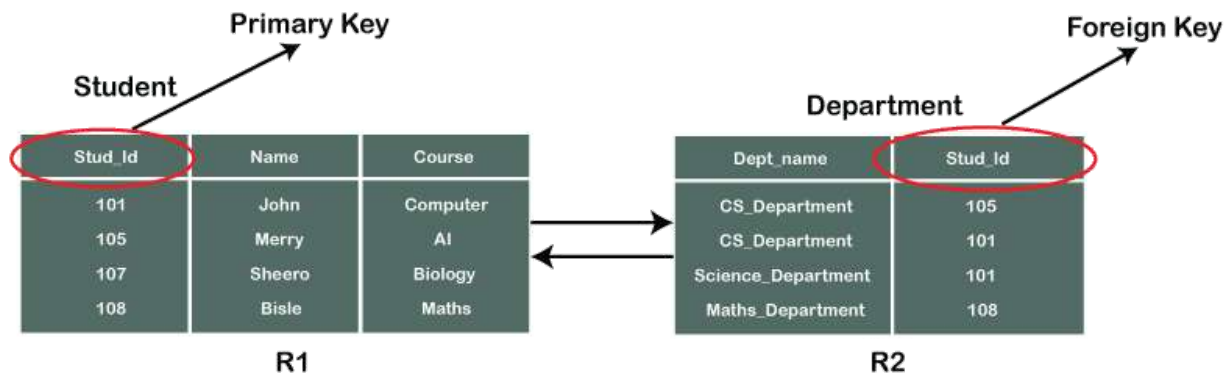 Primary Key
Foreign Key
Student
Department
Stud_Id Name Course
101 John Computer
105 Merry AI
107 Sheero Biology
108 Bisle Maths
R1
Dept_name Stud_Id
CS_Department 105
CS_Department 101
Science_Department 101
Maths_Department 108
R2